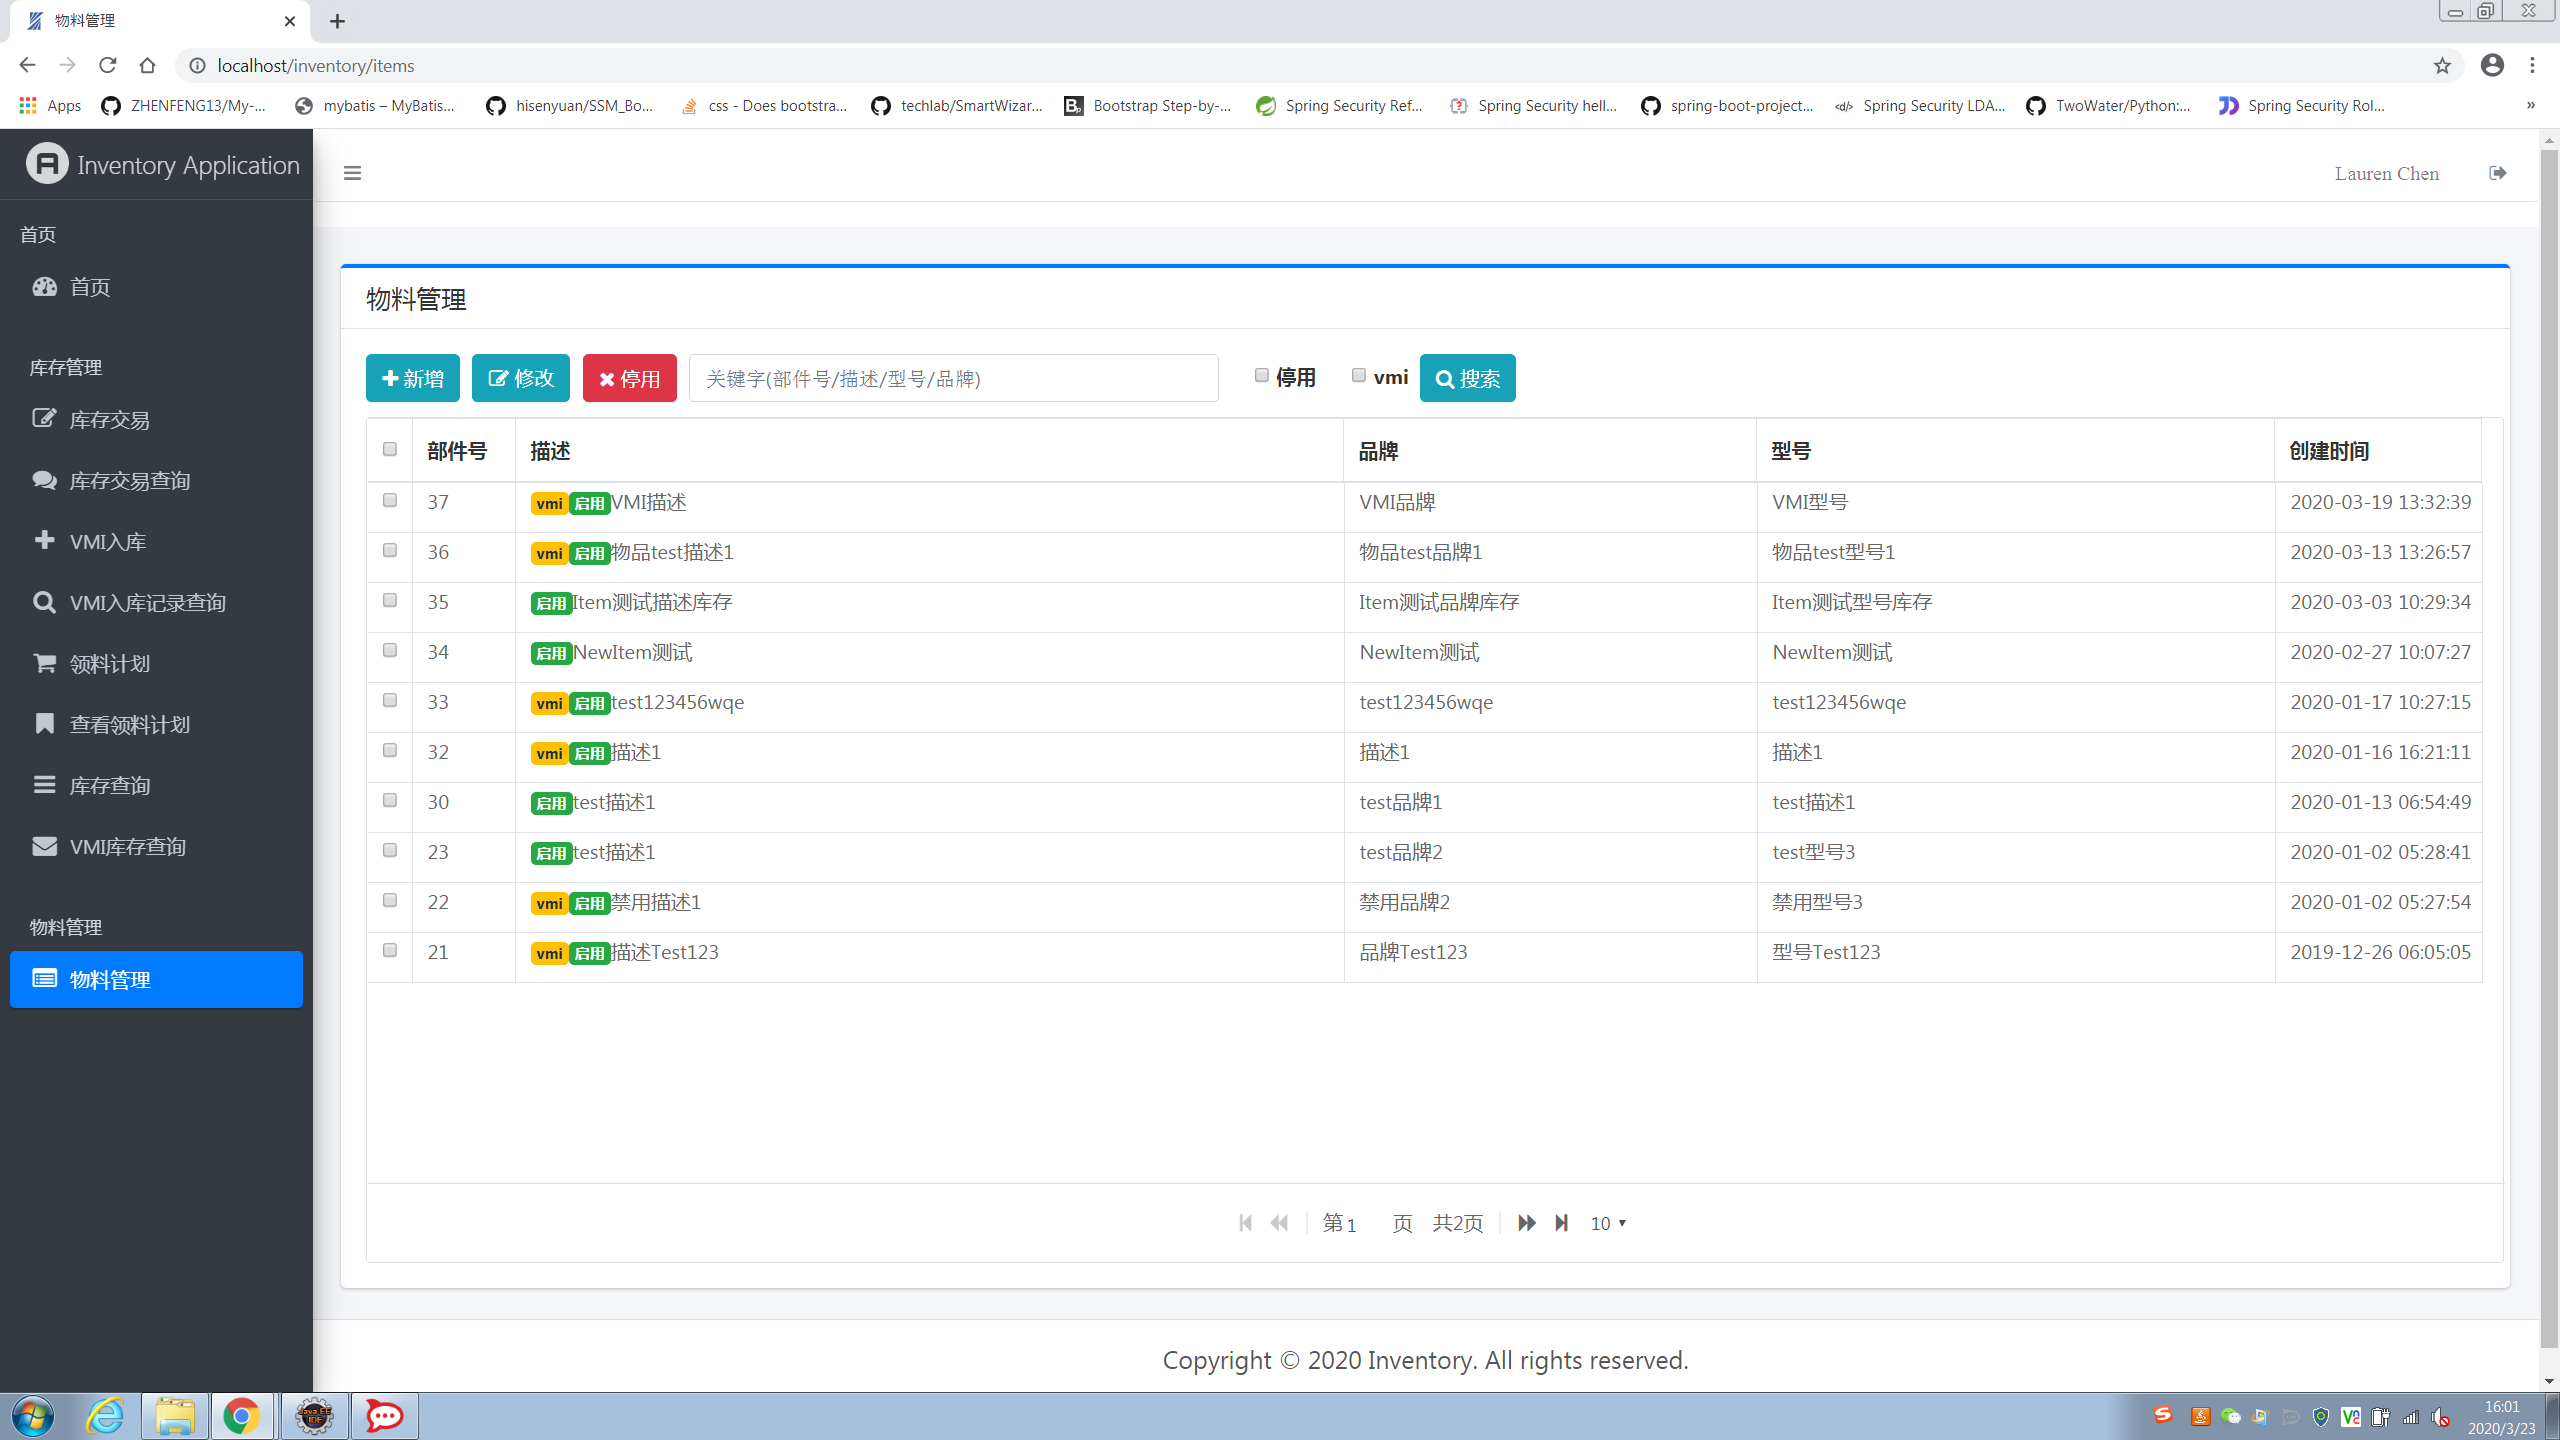 物料管理
localhost/inventory/items
Apps ZHENFENG13/My-... mybatis – MyBatis... hisenyuan/SSM_Bo... css - Does bootstra... techlab/SmartWizar... Bootstrap Step-by-... Spring Security Ref... Spring Security hell... spring-boot-project... Spring Security LDA... TwoWater/Python:... Spring Security Rol... »
Inventory Application
Lauren Chen
首页
首页
库存管理
库存交易
库存交易查询
VMI入库
VMI入库记录查询
领料计划
查看领料计划
库存查询
VMI库存查询
物料管理
物料管理
物料管理
新增 修改 停用 关键字(部件号/描述/型号/品牌) 停用 vmi 搜索
部件号 描述 品牌 型号 创建时间
37 vmi 启用 VMI描述 VMI品牌 VMI型号 2020-03-19 13:32:39
36 vmi 启用 物品test描述1 物品test品牌1 物品test型号1 2020-03-13 13:26:57
35 启用 Item测试描述库存 Item测试品牌库存 Item测试型号库存 2020-03-03 10:29:34
34 启用 NewItem测试 NewItem测试 NewItem测试 2020-02-27 10:07:27
33 vmi 启用 test123456wqe test123456wqe test123456wqe 2020-01-17 10:27:15
32 vmi 启用 描述1 描述1 描述1 2020-01-16 16:21:11
30 启用 test描述1 test品牌1 test描述1 2020-01-13 06:54:49
23 启用 test描述1 test品牌2 test型号3 2020-01-02 05:28:41
22 vmi 启用 禁用描述1 禁用品牌2 禁用型号3 2020-01-02 05:27:54
21 vmi 启用 描述Test123 品牌Test123 型号Test123 2019-12-26 06:05:05
第 1 页 共2页 10
Copyright © 2020 Inventory. All rights reserved.
Java EE
IDE
16:01
2020/3/23